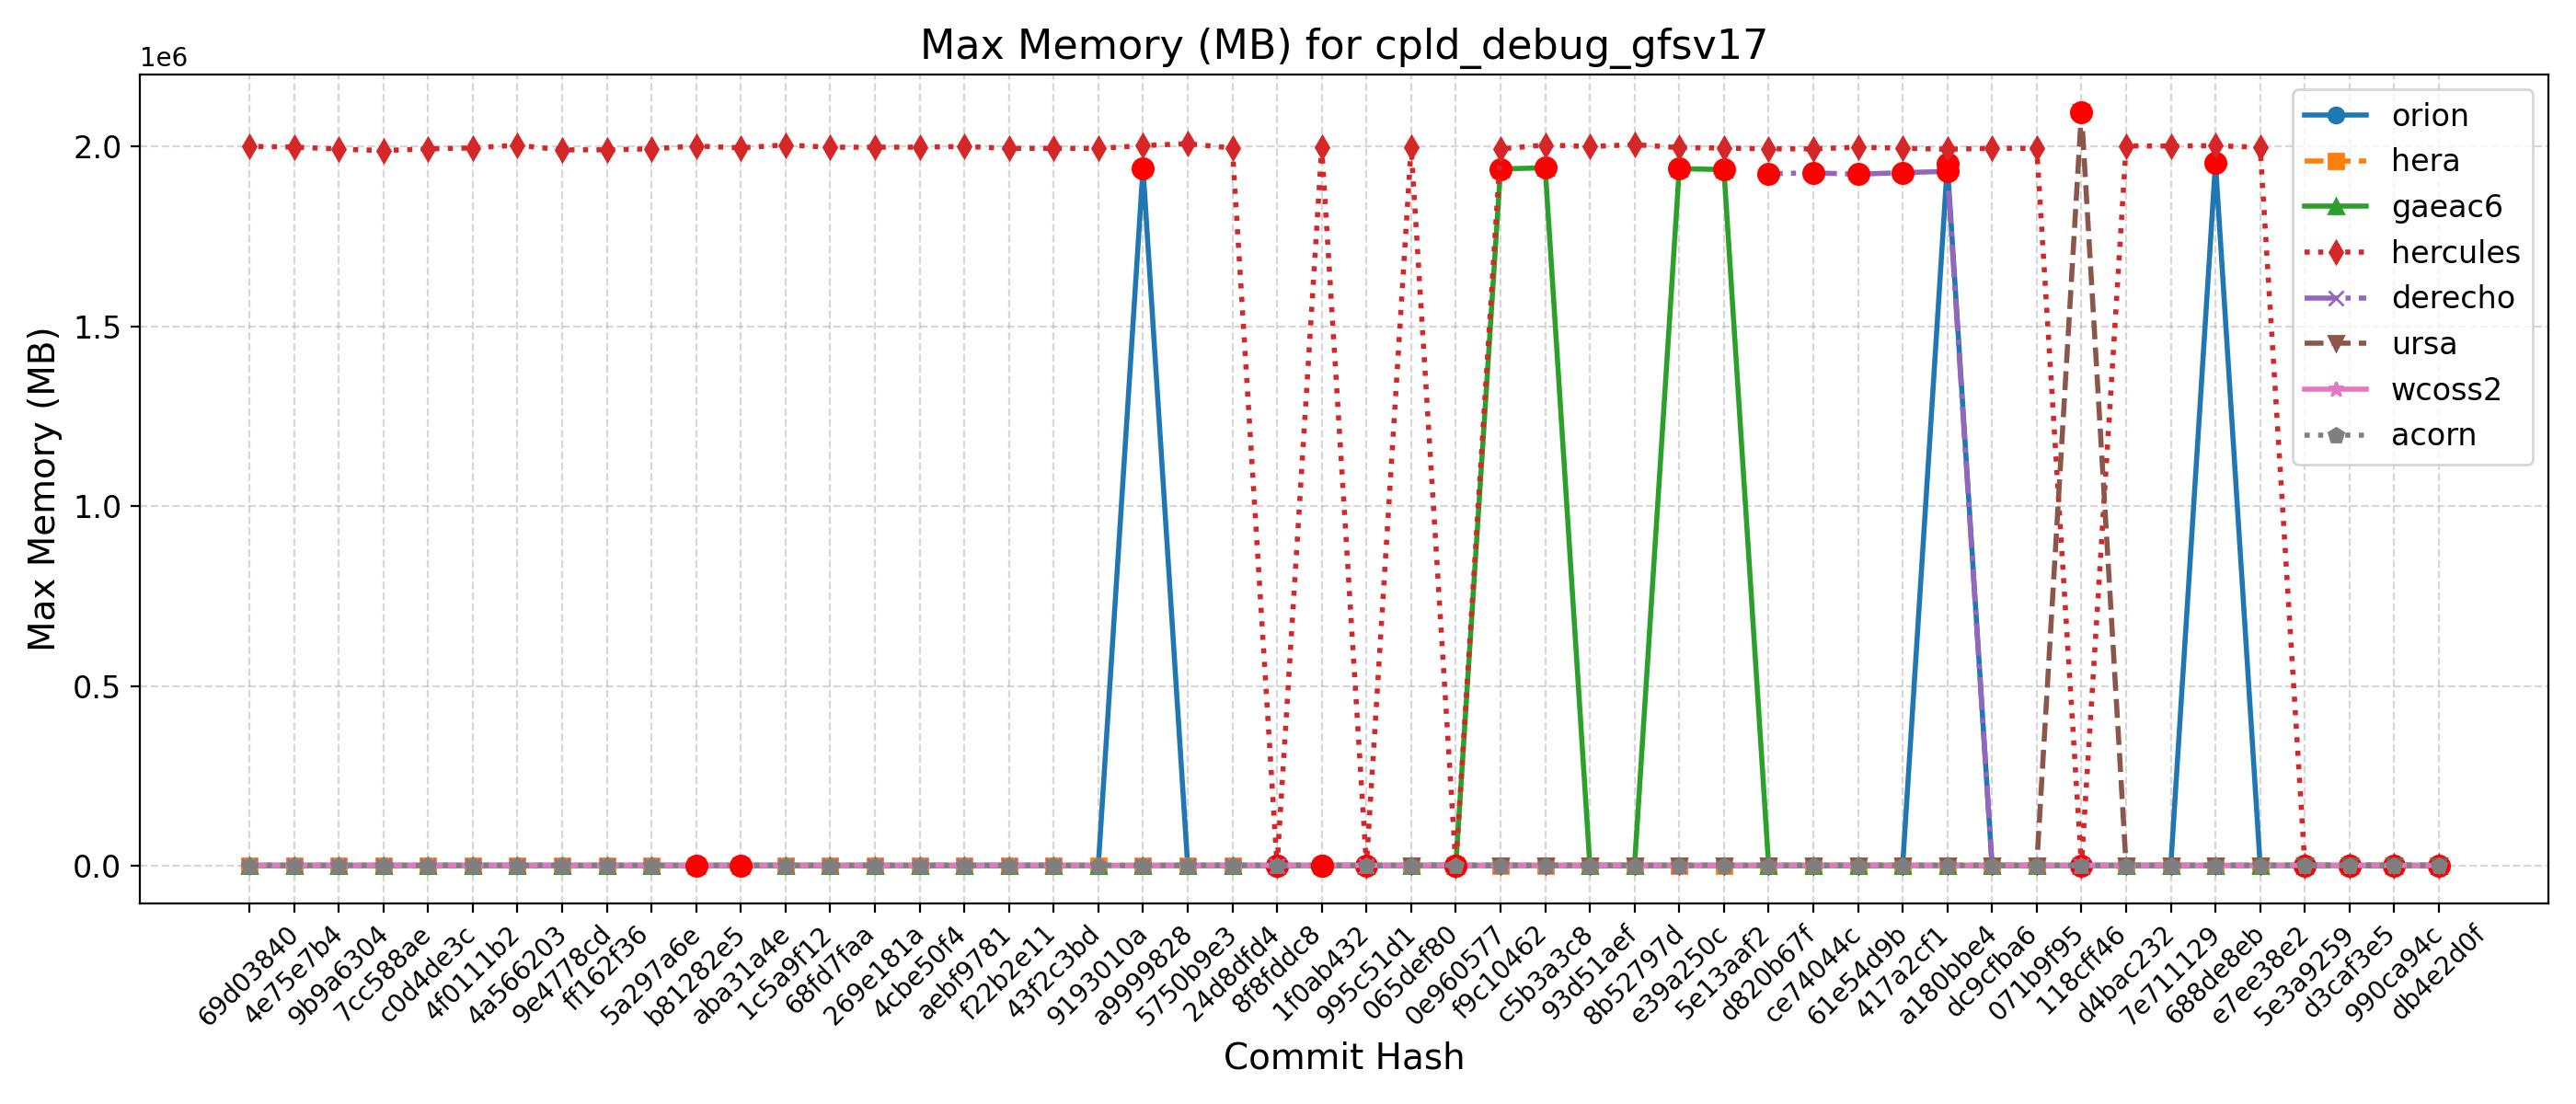 Max Memory (MB) for cpld_debug_gfsv17
1e6
2.0
1.5
1.0
0.5
0.0
Max Memory (MB)
orion
hera
gaeac6
hercules
derecho
ursa
wcoss2
acorn
69d03840
4e75e7b4
9b9a6304
7cc588ae
c0d4de3c
4f0111b2
4a566203
9e4778cd
ff162f36
5a297a6e
b81282e5
aba31a4e
1c5a9f12
68fd7faa
269e181a
4cbe50f4
aebf9781
f22b2e11
43f2c3bd
9193010a
a9999828
5750b9e3
24d8dfd4
8f8fddc8
1f0ab432
995c51d1
065def80
0e960577
f9c10462
c5b3a3c8
93d51aef
8b52797d
e39a250c
5e13aaf2
d820b67f
ce74044c
61e54d9b
417a2cf1
a180bbe4
dc9cfba6
071b9f95
118cff46
d4bac232
7e711129
688de8eb
e7ee38e2
5e3a9259
d3caf3e5
990ca94c
db4e2d0f
Commit Hash